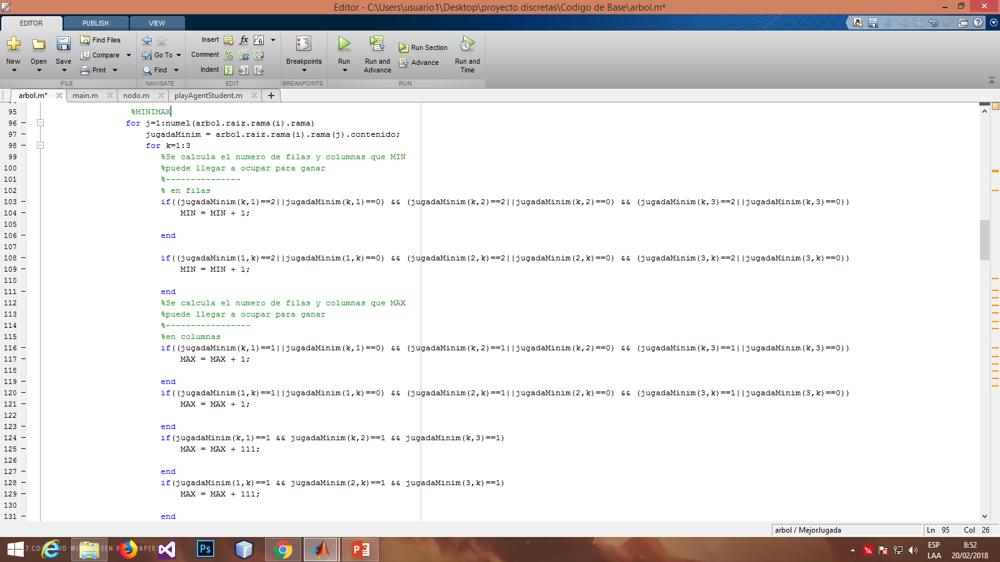 Editor - C:\Users\usuario1\Desktop\proyecto discretas\Codigo de Base\arbol.m*
EDITOR PUBLISH VIEW
New Open Save Find Files Compare Print
Go To Find
Insert fx
Comment
Indent
Breakpoints
Run Run and Advance Run Section Advance Run and Time
FILE NAVIGATE EDIT BREAKPOINTS RUN
arbol.m* main.m nodo.m playAgentStudent.m
95 %MINIMAX
96 for j=1:numel(arbol.raiz.rama(i).rama)
97 jugadaMinim = arbol.raiz.rama(i).rama(j).contenido;
98 for k=1:3
99 %Se calcula el numero de filas y columnas que MIN
100 %puede llegar a ocupar para ganar
101 %---------------
102 % en filas
103 if((jugadaMinim(k,1)==2||jugadaMinim(k,1)==0) && (jugadaMinim(k,2)==2||jugadaMinim(k,2)==0) && (jugadaMinim(k,3)==2||jugadaMinim(k,3)==0))
104 MIN = MIN + 1;
105
106 end
107
108 if((jugadaMinim(1,k)==2||jugadaMinim(1,k)==0) && (jugadaMinim(2,k)==2||jugadaMinim(2,k)==0) && (jugadaMinim(3,k)==2||jugadaMinim(3,k)==0))
109 MIN = MIN + 1;
110
111 end
112 %Se calcula el numero de filas y columnas que MAX
113 %puede llegar a ocupar para ganar
114 %-----------------
115 %en columnas
116 if((jugadaMinim(k,1)==1||jugadaMinim(k,1)==0) && (jugadaMinim(k,2)==1||jugadaMinim(k,2)==0) && (jugadaMinim(k,3)==1||jugadaMinim(k,3)==0))
117 MAX = MAX + 1;
118
119 end
120 if((jugadaMinim(1,k)==1||jugadaMinim(1,k)==0) && (jugadaMinim(2,k)==1||jugadaMinim(2,k)==0) && (jugadaMinim(3,k)==1||jugadaMinim(3,k)==0))
121 MAX = MAX + 1;
122
123 end
124 if(jugadaMinim(k,1)==1 && jugadaMinim(k,2)==1 && jugadaMinim(k,3)==1)
125 MAX = MAX + 111;
126
127 end
128 if(jugadaMinim(1,k)==1 && jugadaMinim(2,k)==1 && jugadaMinim(3,k)==1)
129 MAX = MAX + 111;
130
131 end
arbol / MejorJugada Ln 95 Col 26
Ps
ESP 8:52
LAA 20/02/2018